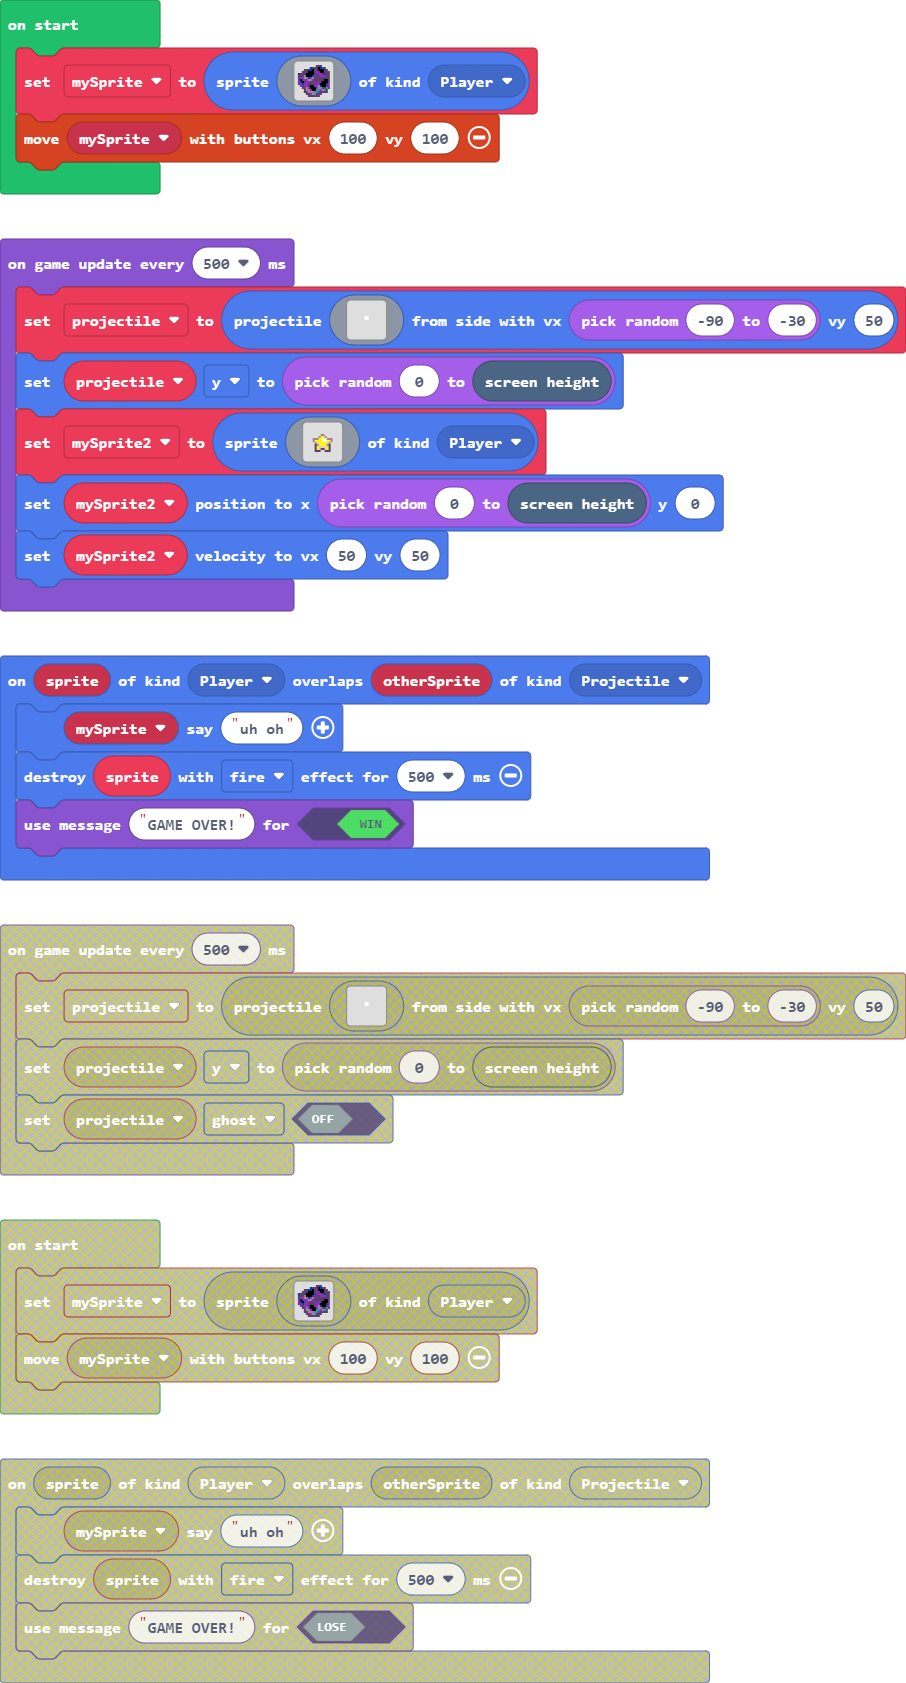 on start
set mySprite to sprite of kind Player
move mySprite with buttons vx 100 vy 100
on game update every 500 ms
set projectile to projectile from side with vx pick random -90 to -30 vy 50
set projectile y to pick random 0 to screen height
set mySprite2 to sprite of kind Player
set mySprite2 position to x pick random 0 to screen height y 0
set mySprite2 velocity to vx 50 vy 50
on sprite of kind Player overlaps otherSprite of kind Projectile
mySprite say "uh oh"
destroy sprite with fire effect for 500 ms
use message "GAME OVER!" for WIN
on game update every 500 ms
set projectile to projectile from side with vx pick random -90 to -30 vy 50
set projectile y to pick random 0 to screen height
set projectile ghost OFF
on start
set mySprite to sprite of kind Player
move mySprite with buttons vx 100 vy 100
on sprite of kind Player overlaps otherSprite of kind Projectile
mySprite say "uh oh"
destroy sprite with fire effect for 500 ms
use message "GAME OVER!" for LOSE